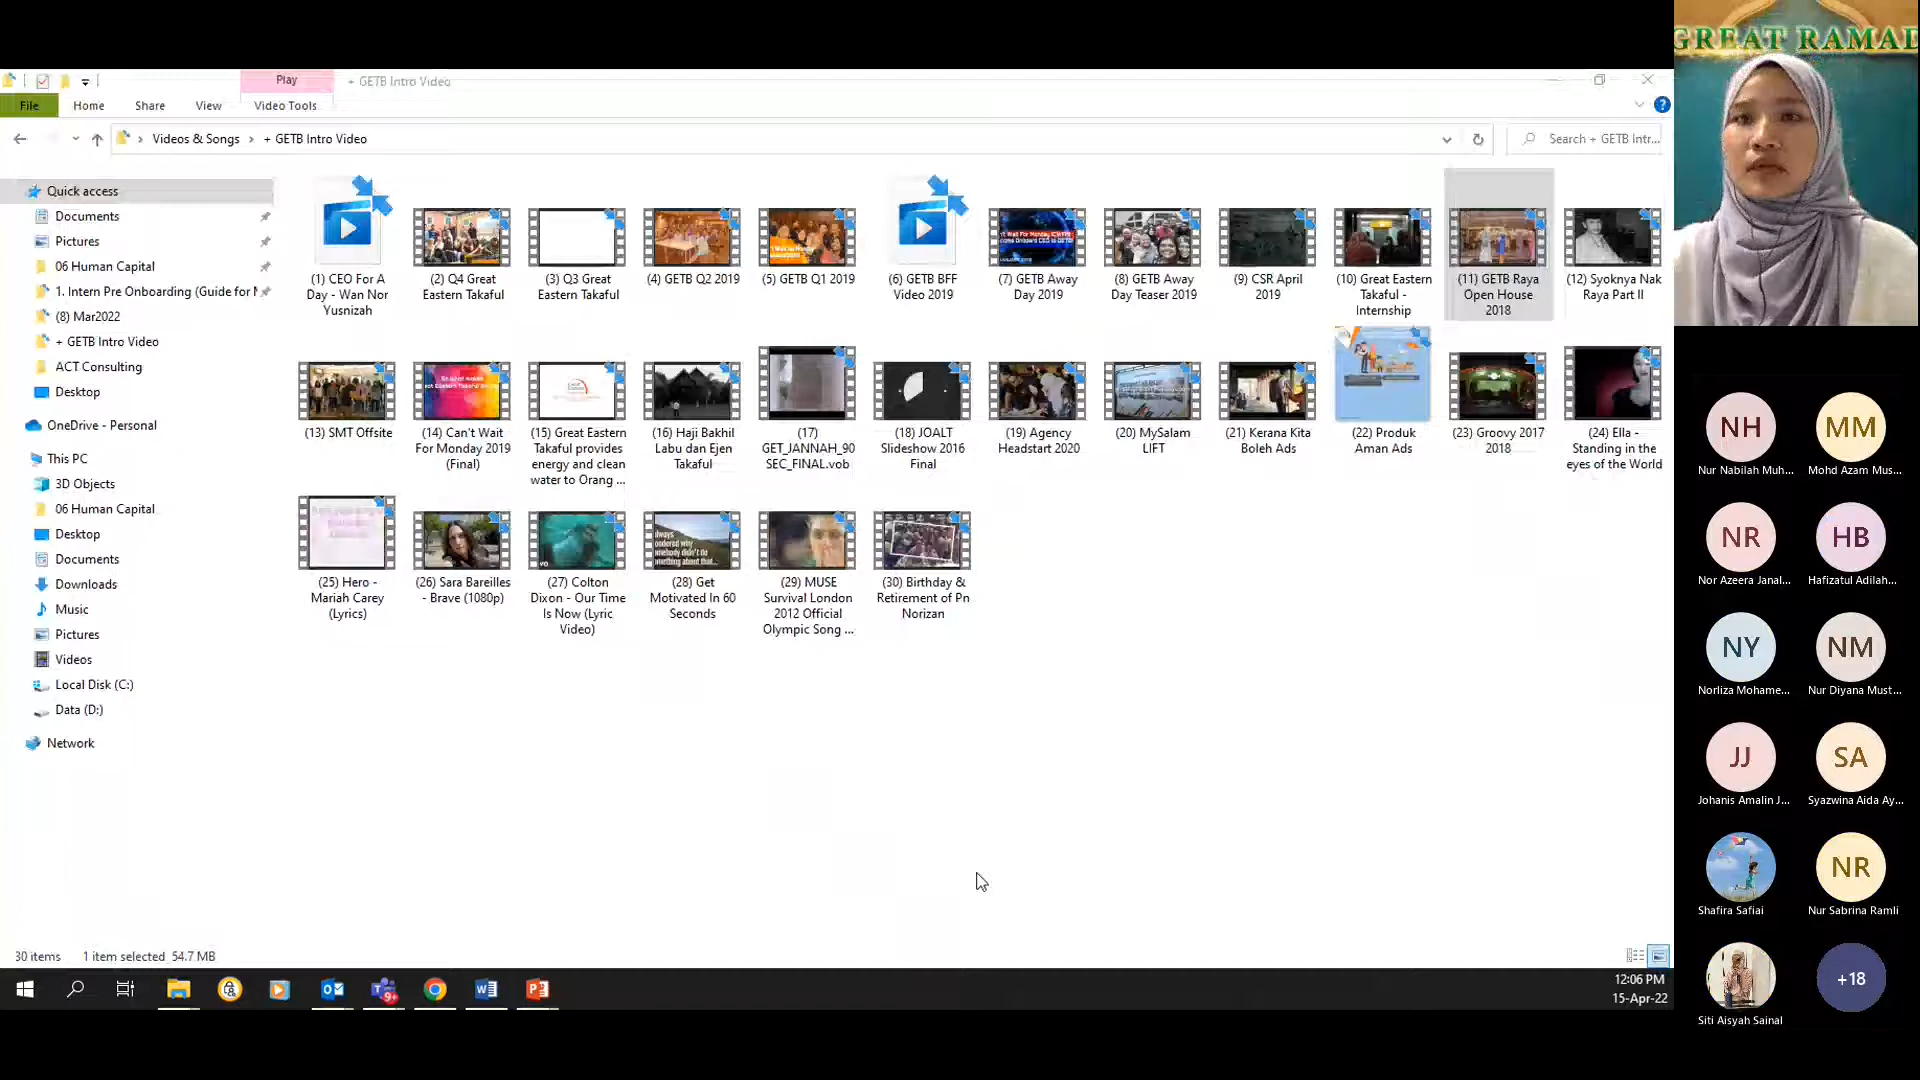 GREAT RAMAD
Play
+ GETB Intro Video
File
Home
Share
View
Video Tools
Videos & Songs
+ GETB Intro Video
Search + GETB Intr...
Quick access
Documents
Pictures
06 Human Capital
1. Intern Pre Onboarding (Guide for
(8) Mar2022
+ GETB Intro Video
ACT Consulting
Desktop
OneDrive - Personal
This PC
3D Objects
06 Human Capital
Desktop
Documents
Downloads
Music
Pictures
Videos
Local Disk (C:)
Data (D:)
Network
(1) CEO For A
Day - Wan Nor
Yusnizah
(2) Q4 Great
Eastern Takaful
(3) Q3 Great
Eastern Takaful
(4) GETB Q2 2019
(5) GETB Q1 2019
(6) GETB BFF
Video 2019
(7) GETB Away
Day 2019
(8) GETB Away
Day Teaser 2019
(9) CSR April
2019
(10) Great Eastern
Takaful -
Internship
(11) GETB Raya
Open House
2018
(12) Syoknya Nak
Raya Part II
(13) SMT Offsite
(14) Can't Wait
For Monday 2019
(Final)
(15) Great Eastern
Takaful provides
energy and clean
water to Orang ...
(16) Haji Bakhil
Labu dan Ejen
Takaful
(17)
GET_JANNAH_90
SEC_FINAL.vob
(18) JOALT
Slideshow 2016
Final
(19) Agency
Headstart 2020
(20) MySalam
LIFT
(21) Kerana Kita
Boleh Ads
(22) Produk
Aman Ads
(23) Groovy 2017
2018
(24) Ella -
Standing in the
eyes of the World
(25) Hero -
Mariah Carey
(Lyrics)
(26) Sara Bareilles
- Brave (1080p)
(27) Colton
Dixon - Our Time
Is Now (Lyric
Video)
(28) Get
Motivated In 60
Seconds
(29) MUSE
Survival London
2012 Official
Olympic Song ...
(30) Birthday &
Retirement of Pn
Norizan
30 items
1 item selected 54.7 MB
9+
12:06 PM
15-Apr-22
NH
Nur Nabilah Muh...
MM
Mohd Azam Mus...
NR
Nor Azeera Janal...
HB
Hafizatul Adilah...
NY
Norliza Mohame...
NM
Nur Diyana Must...
JJ
Johanis Amalin J...
SA
Syazwina Aida Ay...
Shafira Safiai
NR
Nur Sabrina Ramli
Siti Aisyah Sainal
+18